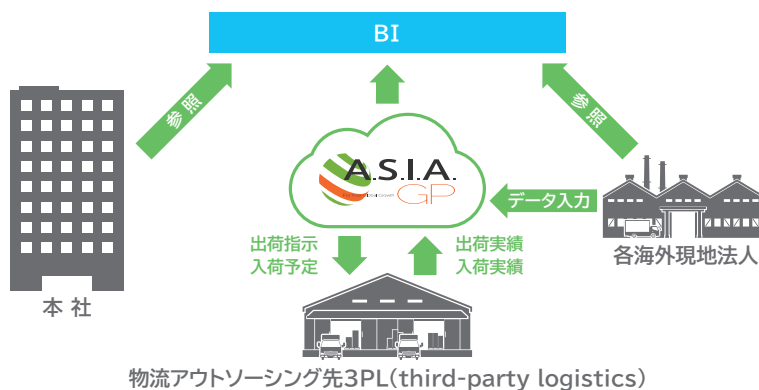 BI
参照
参照
A.S.I.A.
GP
データ入力
出荷指示
入荷予定
出荷実績
入荷実績
本社
各海外現地法人
物流アウトソーシング先3PL(third-party logistics)